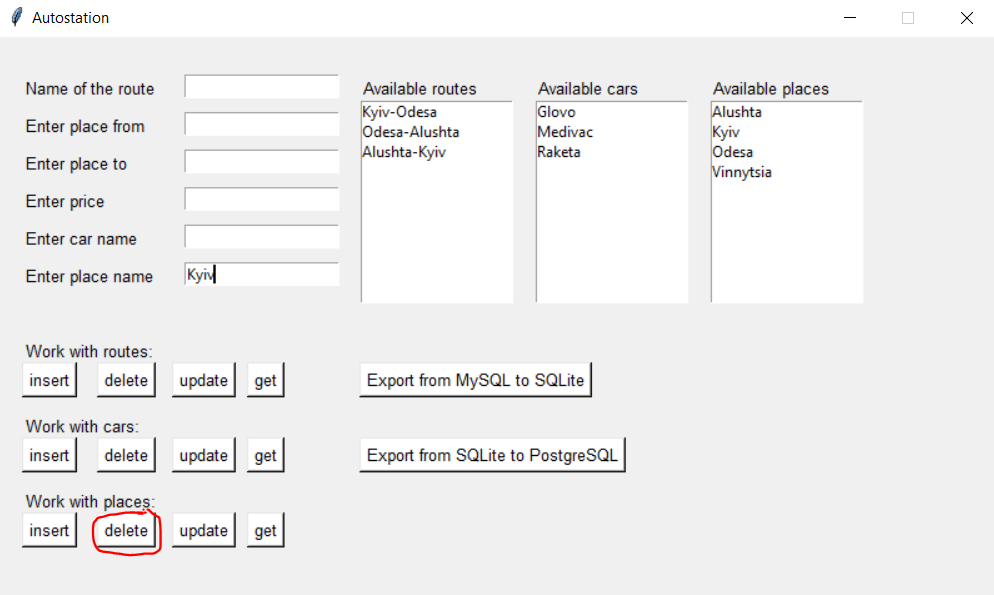 Autostation
Name of the route
Enter place from
Enter place to
Enter price
Enter car name
Enter place name
Kyiv
Available routes
Kyiv-Odesa
Odesa-Alushta
Alushta-Kyiv
Available cars
Glovo
Medivac
Raketa
Available places
Alushta
Kyiv
Odesa
Vinnytsia
Work with routes:
insert delete update get
Export from MySQL to SQLite
Work with cars:
insert delete update get
Export from SQLite to PostgreSQL
Work with places:
insert delete update get